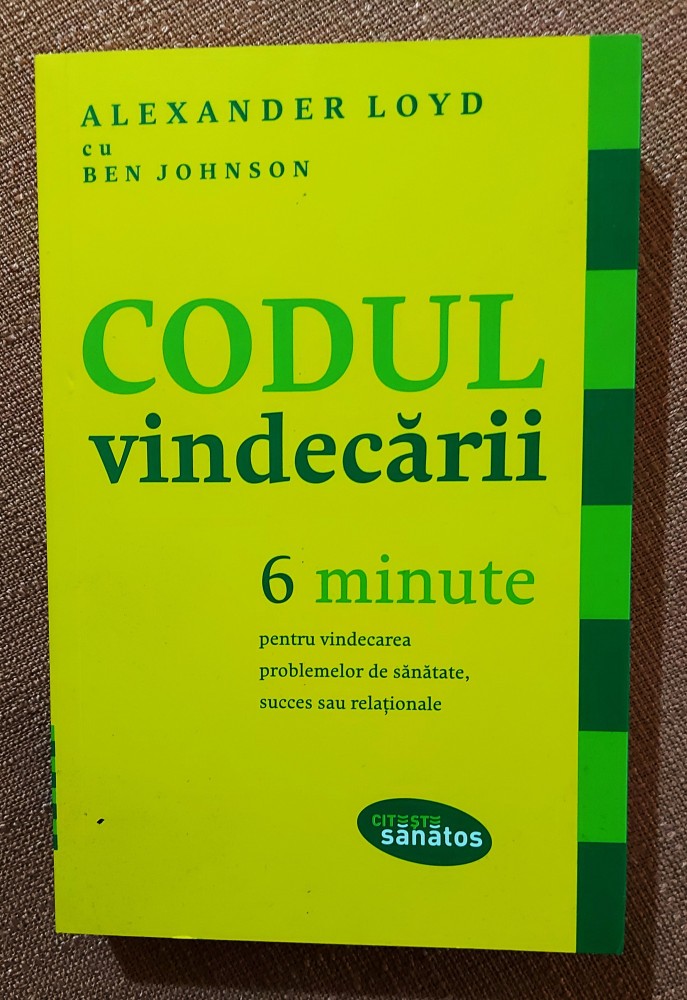 ALEXANDER LOYD
cu
BEN JOHNSON
CODUL
vindecării
6 minute
pentru vindecarea
problemelor de sănătate,
succes sau relaționale
CITEȘTE
sănătos